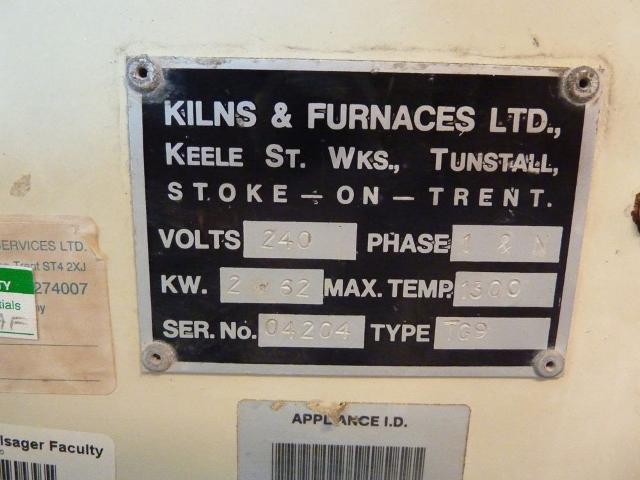 KILNS & FURNACES LTD.,
KEELE ST. WKS., TUNSTALL,
STOKE – ON – TRENT.
VOLTS 240 PHASE 1 & N
KW. 2.62 MAX. TEMP. 1300
SER. No. 04204 TYPE TG9
SERVICES LTD.
Trent ST4 2XJ
274007
APPLIANCE I.D.
lsager Faculty